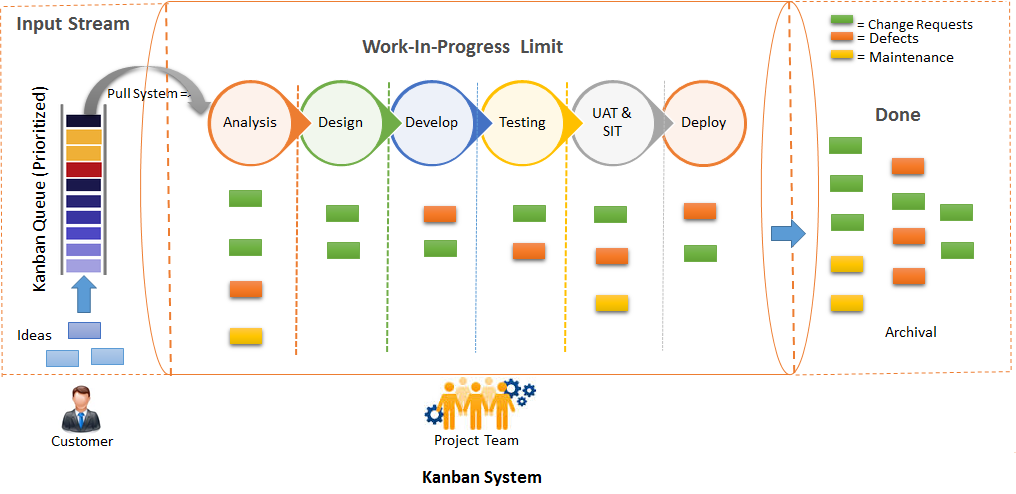 Input Stream
Work-In-Progress Limit
= Change Requests
= Defects
= Maintenance
Kanban Queue (Prioritized)
Pull System =
Analysis
Design
Develop
Testing
UAT &
SIT
Deploy
Done
Ideas
Archival
Customer
Project Team
Kanban System